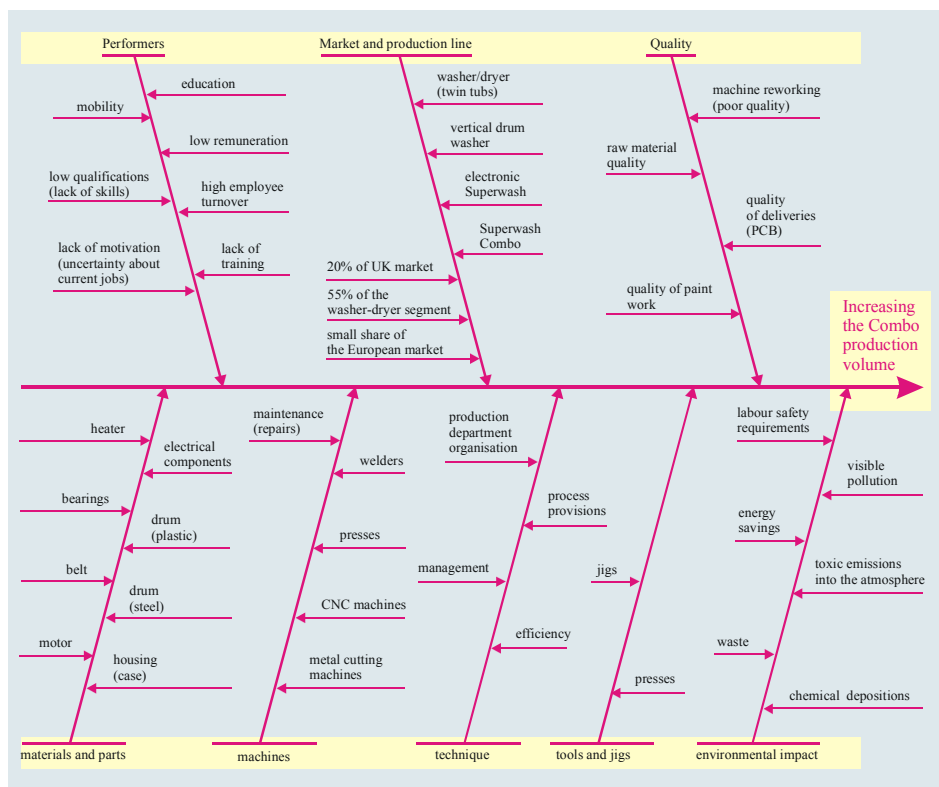 Performers
Market and production line
Quality
education
mobility
low remuneration
low qualifications
(lack of skills)
high employee
turnover
lack of motivation
(uncertainty about
current jobs)
lack of
training
washer/dryer
(twin tubs)
vertical drum
washer
electronic
Superwash
Superwash
Combo
20% of UK market
55% of the
washer-dryer segment
small share of
the European market
machine reworking
(poor quality)
raw material
quality
quality
of deliveries
(PCB)
quality of paint
work
Increasing
the Combo
production
volume
heater
electrical
components
bearings
drum
(plastic)
belt
drum
(steel)
motor
housing
(case)
maintenance
(repairs)
welders
presses
CNC machines
metal cutting
machines
production
department
organisation
process
provisions
management
efficiency
jigs
presses
labour safety
requirements
visible
pollution
energy
savings
toxic emissions
into the atmosphere
waste
chemical depositions
materials and parts
machines
technique
tools and jigs
environmental impact